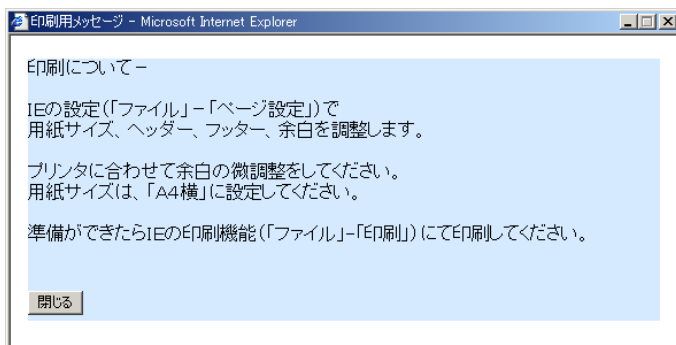 印刷用メッセージ - Microsoft Internet Explorer
印刷について－
IEの設定(「ファイル」－「ページ設定」)で
用紙サイズ、ヘッダー、フッター、余白を調整します。
プリンタに合わせて余白の微調整をしてください。
用紙サイズは、「A4横」に設定してください。
準備ができたらIEの印刷機能(「ファイル」-「印刷」)にて印刷してください。
閉じる